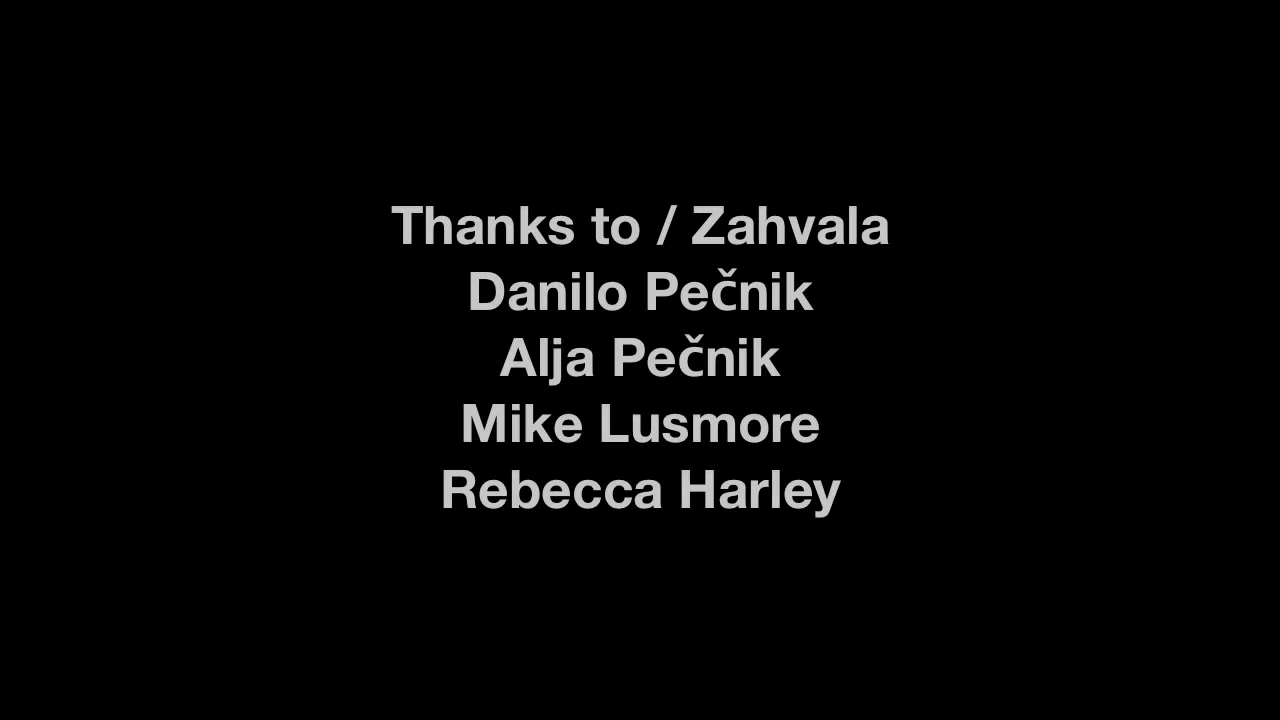 Thanks to / Zahvala
Danilo Pečnik
Alja Pečnik
Mike Lusmore
Rebecca Harley